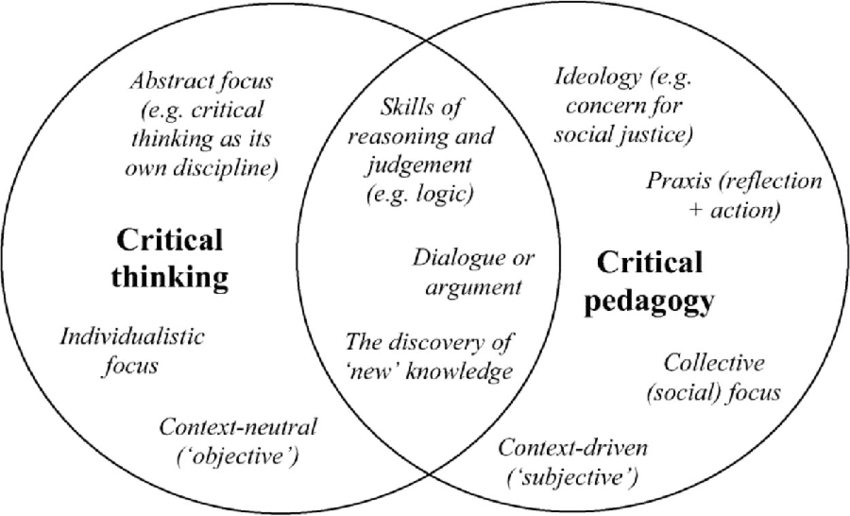 Abstract focus
(e.g. critical
thinking as its
own discipline)
Critical
thinking
Individualistic
focus
Context-neutral
(‘objective’)
Skills of
reasoning and
judgement
(e.g. logic)
Dialogue or
argument
The discovery of
‘new’ knowledge
Ideology (e.g.
concern for
social justice)
Praxis (reflection
+ action)
Critical
pedagogy
Collective
(social) focus
Context-driven
(‘subjective’)